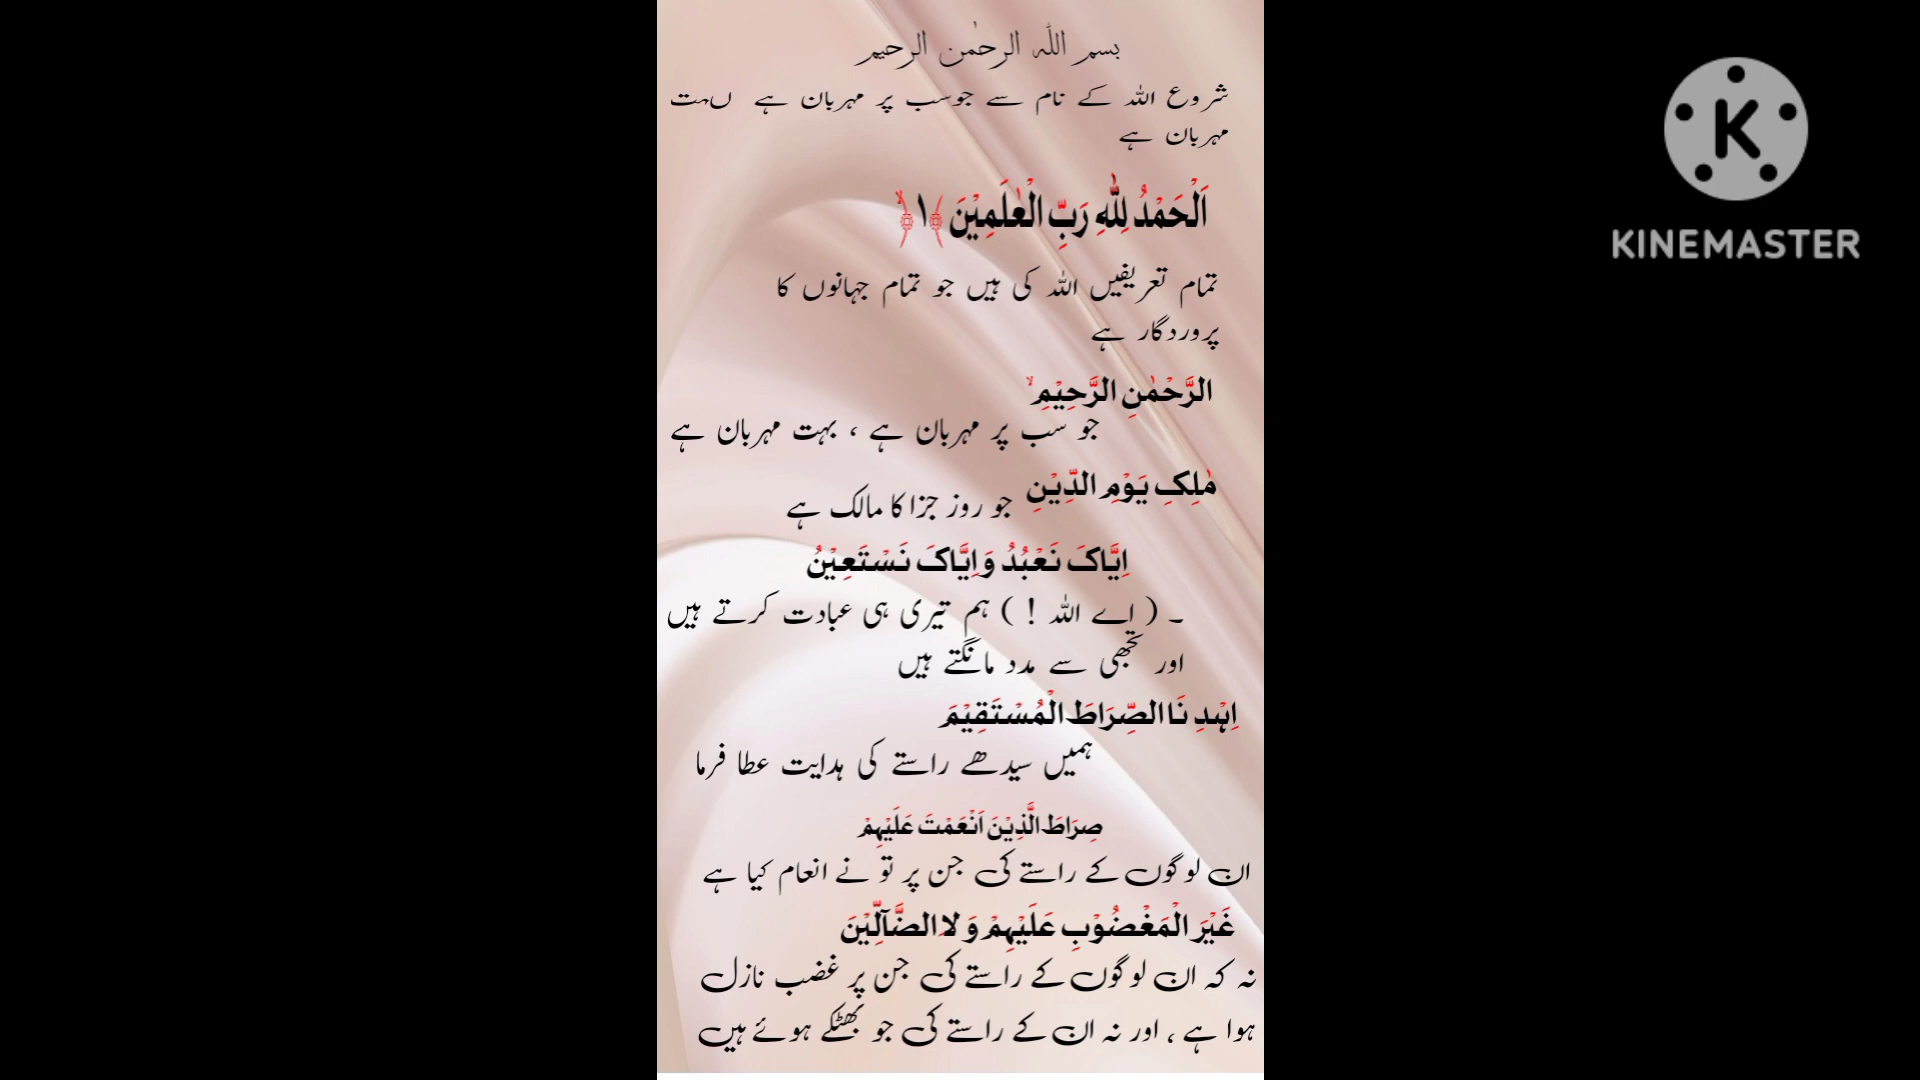 بسم الله الرحمٰن الرحیم
شروع اللہ کے نام سے جوسب پر مہربان ہے بہت
مہربان ہے
اَلْحَمْدُ لِلّٰهِ رَبِّ الْعٰلَمِيْنَ ﴿۱﴾ۙ
تمام تعریفیں اللہ کی ہیں جو تمام جہانوں کا
پروردگار ہے
الرَّحْمٰنِ الرَّحِيْمِۙ
جو سب پر مہربان ہے ، بہت مہربان ہے
مٰلِکِ يَوْمِ الدِّيْنِ
جو روز جزا کا مالک ہے
اِيَّاکَ نَعْبُدُ وَاِيَّاکَ نَسْتَعِيْنُ
۔ ( اے اللہ ! ) ہم تیری ہی عبادت کرتے ہیں
اور تجھی سے مدد مانگتے ہیں
اِہْدِ نَا الصِّرَاطَ الْمُسْتَقِيْمَ
ہمیں سیدھے راستے کی ہدایت عطا فرما
صِرَاطَ الَّذِيْنَ اَنْعَمْتَ عَلَيْہِمْ
ان لوگوں کے راستے کی جن پر تو نے انعام کیا ہے
غَيْرِ الْمَغْضُوْبِ عَلَيْہِمْ وَ لاِ الضَّآلِّيْنَ
نہ کہ ان لوگوں کے راستے کی جن پر غضب نازل
ہوا ہے ، اور نہ ان کے راستے کی جو بھٹکے ہوئے ہیں
K
KINEMASTER